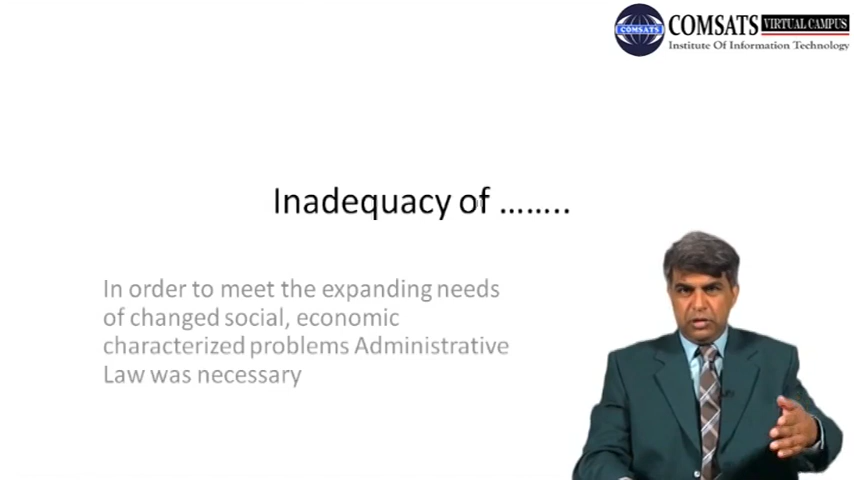 COMSATS
COMSATS VIRTUAL CAMPUS
Institute Of Information Technology
Inadequacy of ........
In order to meet the expanding needs
of changed social, economic
characterized problems Administrative
Law was necessary